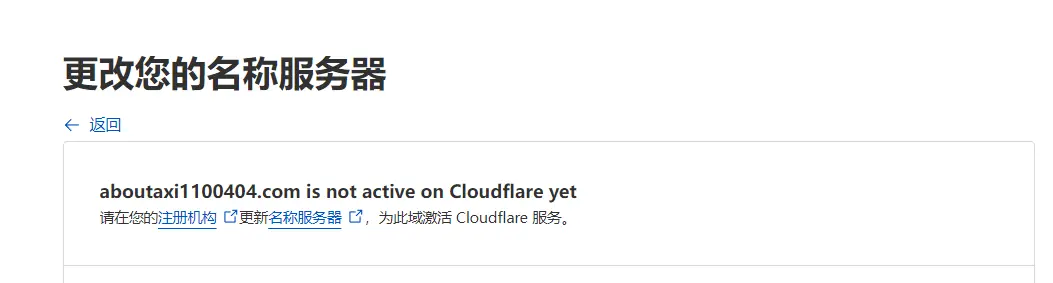 更改您的名称服务器
返回
aboutaxi1100404.com is not active on Cloudflare yet
请在您的注册机构更新名称服务器，为此域激活 Cloudflare 服务。